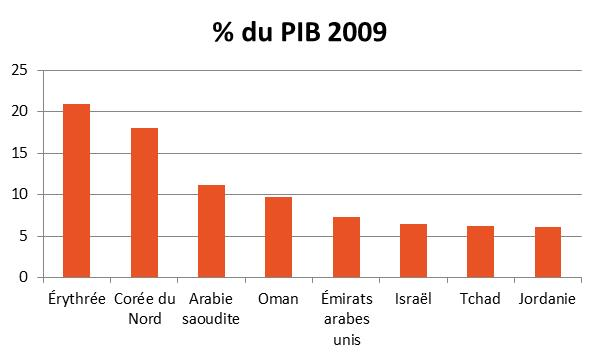 % du PIB 2009
25
20
15
10
5
0
Érythrée
Corée du
Nord
Arabie
saoudite
Oman
Émirats
arabes
unis
Israël
Tchad
Jordanie